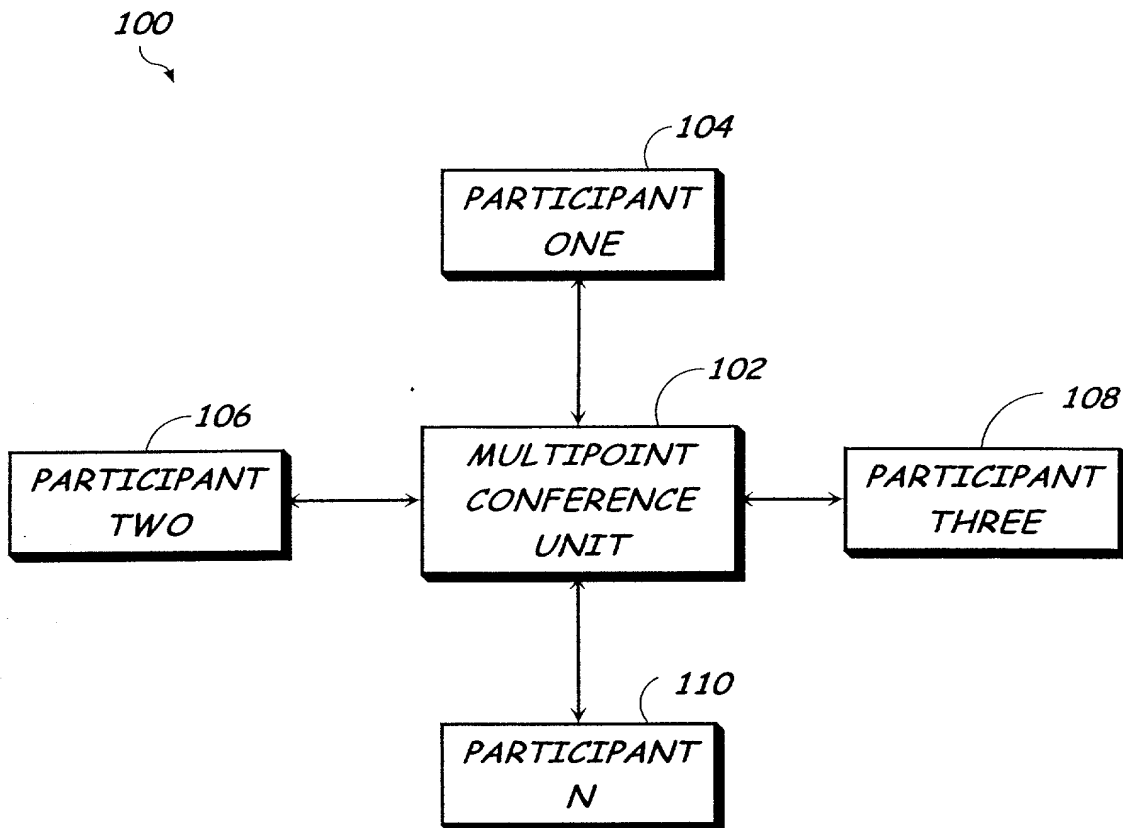 100
104
PARTICIPANT
ONE
102
106
108
PARTICIPANT
TWO
MULTIPOINT
CONFERENCE
UNIT
PARTICIPANT
THREE
110
PARTICIPANT
N